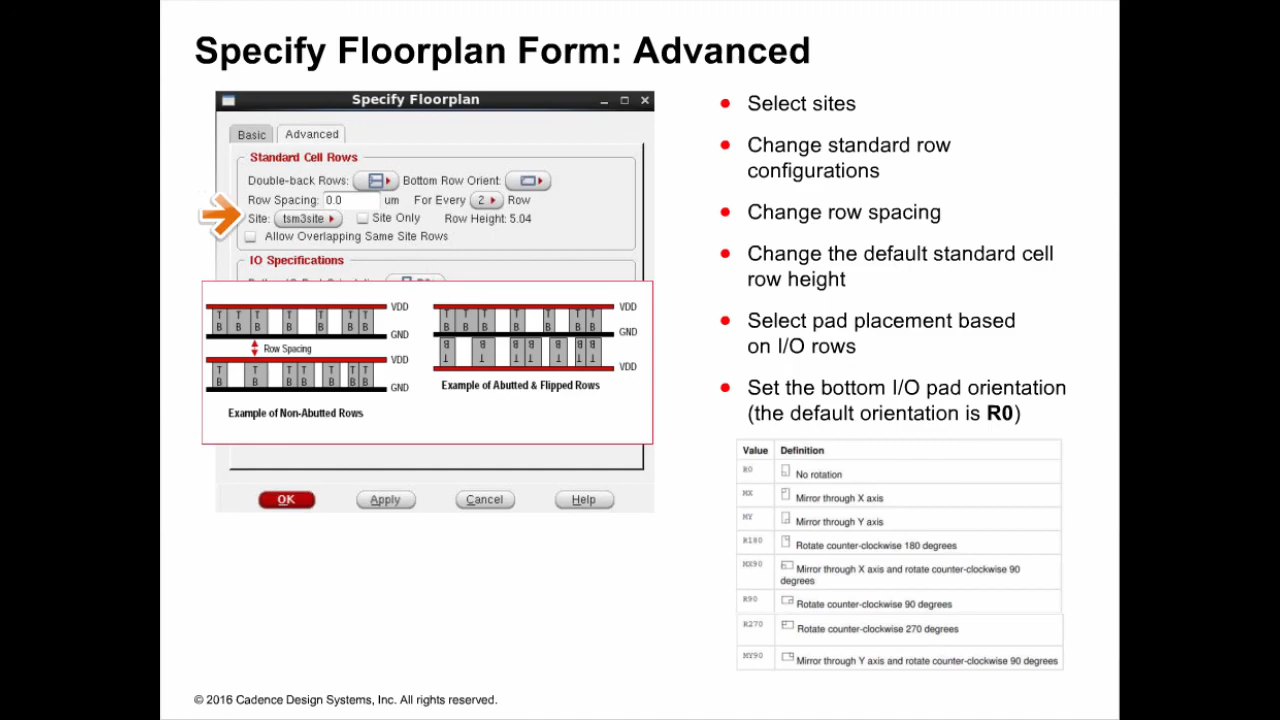 Specify Floorplan Form: Advanced
Specify Floorplan
Basic Advanced
Standard Cell Rows
Double-back Rows: Bottom Row Orient:
Row Spacing: 0.0 um For Every 2 Row
Site: tsm3site Site Only Row Height: 5.04
Allow Overlapping Same Site Rows
IO Specifications
VDD
T T T T T T T
B B B B B B B
GND
Row Spacing
VDD
T T T T T T
B B B B B B
GND
Example of Non-Abutted Rows
VDD
T T T T T T T
B B B B B B B
GND
B B B B B B B
T T T T T T T
VDD
Example of Abutted & Flipped Rows
OK Apply Cancel Help
• Select sites
• Change standard row
configurations
• Change row spacing
• Change the default standard cell
row height
• Select pad placement based
on I/O rows
• Set the bottom I/O pad orientation
(the default orientation is R0)
Value Definition
R0 No rotation
MX Mirror through X axis
MY Mirror through Y axis
R180 Rotate counter-clockwise 180 degrees
MX90 Mirror through X axis and rotate counter-clockwise 90
degrees
R90 Rotate counter-clockwise 90 degrees
R270 Rotate counter-clockwise 270 degrees
MY90 Mirror through Y axis and rotate counter-clockwise 90 degrees
© 2016 Cadence Design Systems, Inc. All rights reserved.